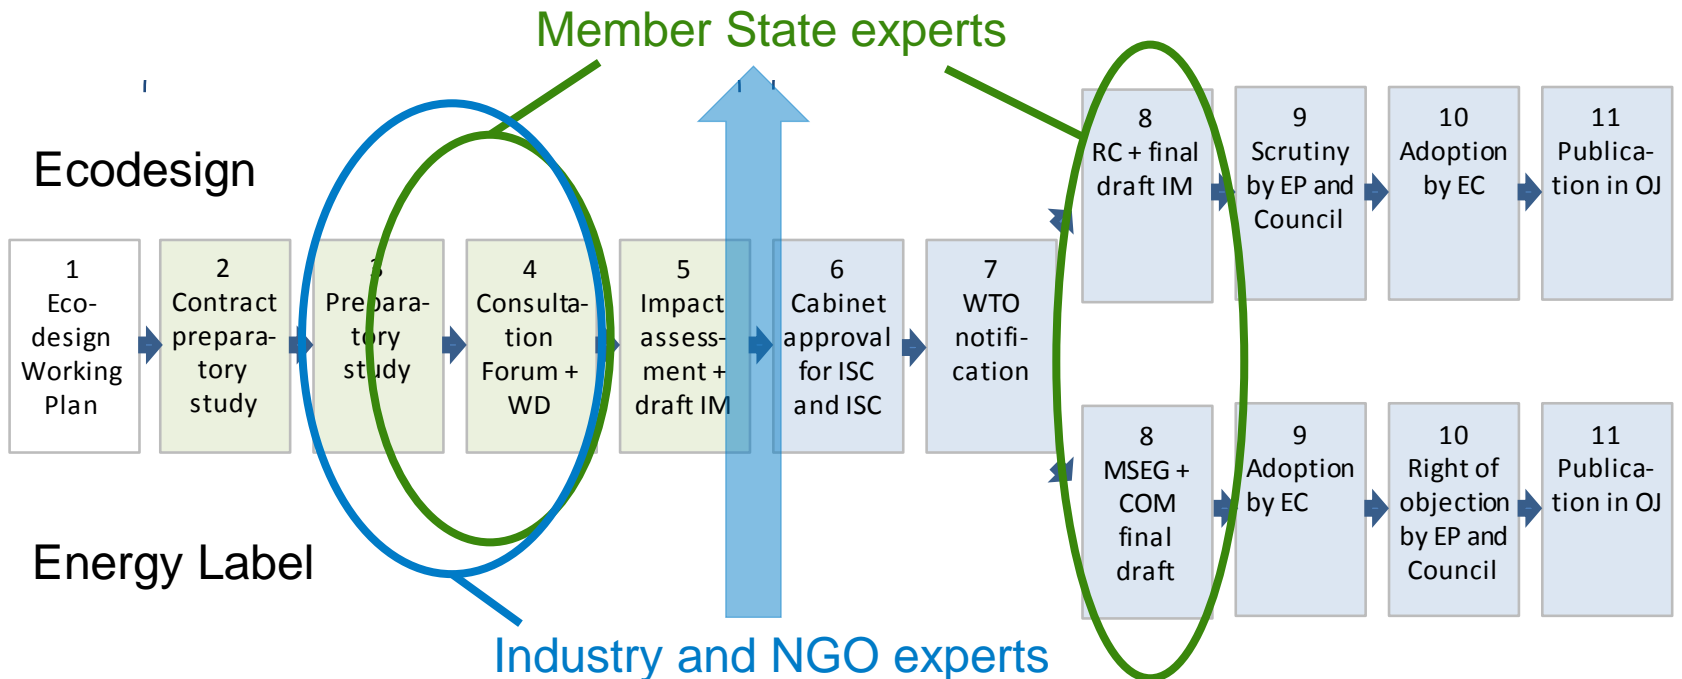 Member State experts
Ecodesign
8
RC + final
draft IM
9
Scrutiny
by EP and
Council
10
Adoption
by EC
11
Publica-
tion in OJ
1
Eco-
design
Working
Plan
2
Contract
prepara-
tory
study
3
Prepara-
tory
study
4
Consulta-
tion
Forum +
WD
5
Impact
assess-
ment +
draft IM
6
Cabinet
approval
for ISC
and ISC
7
WTO
notifi-
cation
8
MSEG +
COM
final
draft
9
Adoption
by EC
10
Right of
objection
by EP and
Council
11
Publica-
tion in OJ
Energy Label
Industry and NGO experts